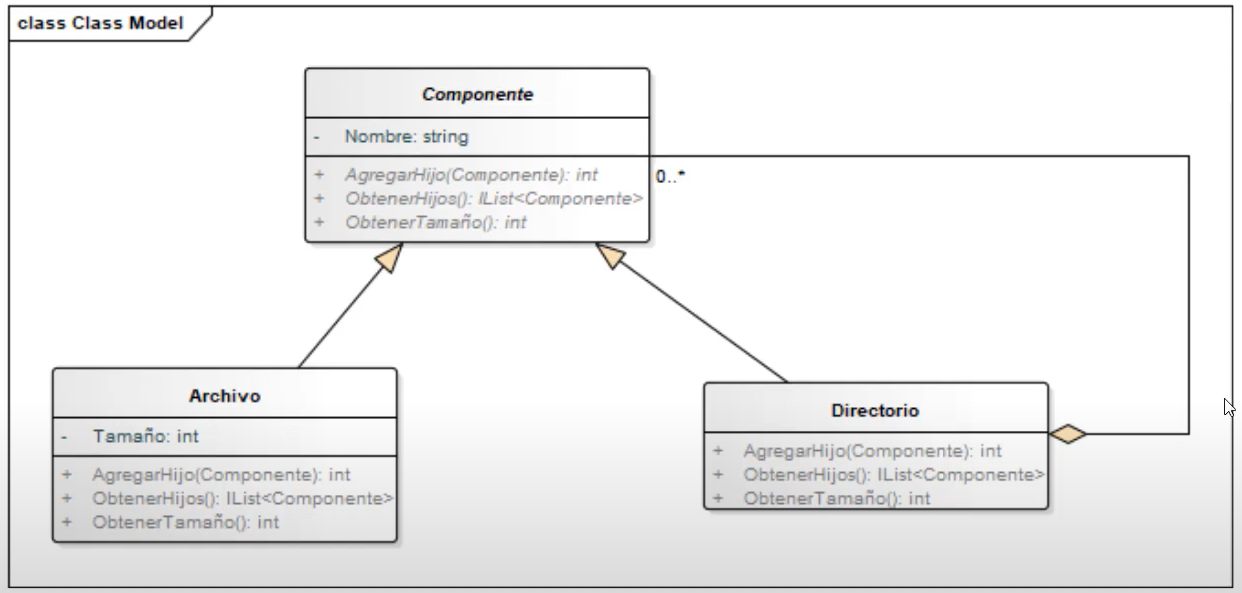 class Class Model
Componente
- Nombre: string
+ AgregarHijo(Componente): int
+ ObtenerHijos(): IList<Componente>
+ ObtenerTamaño(): int
0..*
Archivo
- Tamaño: int
+ AgregarHijo(Componente): int
+ ObtenerHijos(): IList<Componente>
+ ObtenerTamaño(): int
Directorio
+ AgregarHijo(Componente): int
+ ObtenerHijos(): IList<Componente>
+ ObtenerTamaño(): int